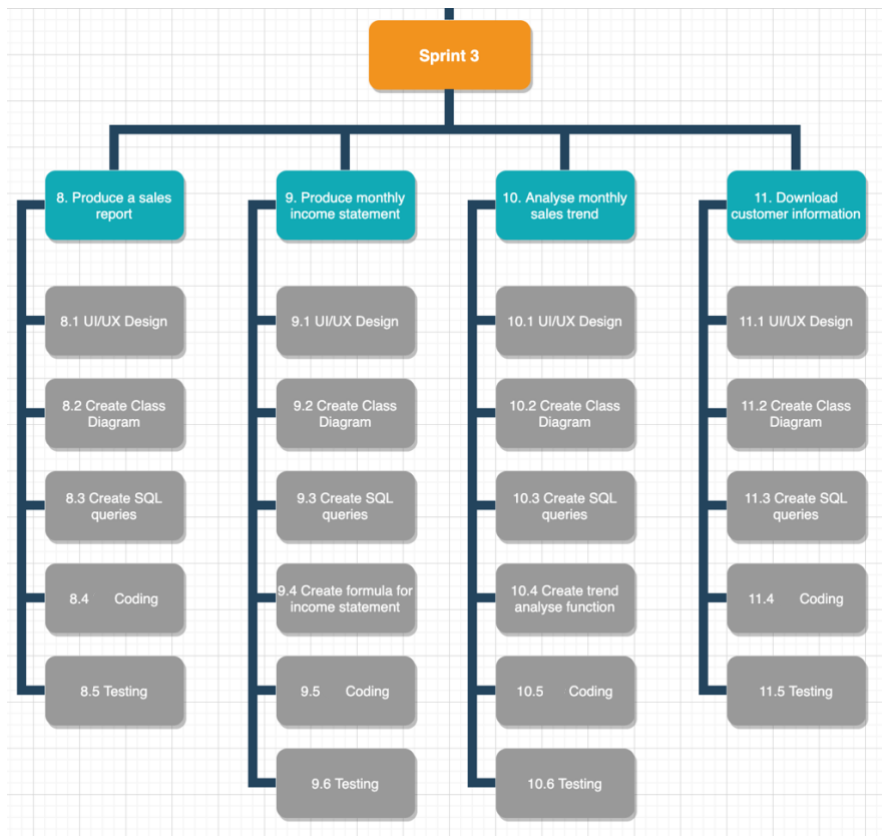 Sprint 3
8. Produce a sales
report
9. Produce monthly
income statement
10. Analyse monthly
sales trend
11. Download
customer information
8.1 UI/UX Design
9.1 UI/UX Design
10.1 UI/UX Design
11.1 UI/UX Design
8.2 Create Class
Diagram
9.2 Create Class
Diagram
10.2 Create Class
Diagram
11.2 Create Class
Diagram
8.3 Create SQL
queries
9.3 Create SQL
queries
10.3 Create SQL
queries
11.3 Create SQL
queries
8.4 Coding
9.4 Create formula for
income statement
10.4 Create trend
analyse function
11.4 Coding
8.5 Testing
9.5 Coding
10.5 Coding
11.5 Testing
9.6 Testing
10.6 Testing